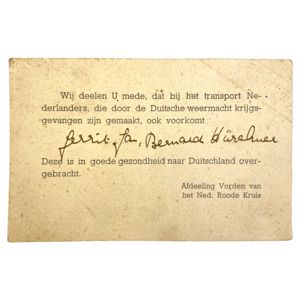 Wij deelen U mede, dat bij het transport Ne-
derlanders, die door de Duitsche weermacht krijgs-
gevangen zijn gemaakt, ook voorkomt
Gerrit Jan, Bernard
Deze is in goede gezondheid naar Duitschland over-
gebracht.
Afdeeling Vorden van
het Ned. Roode Kruis